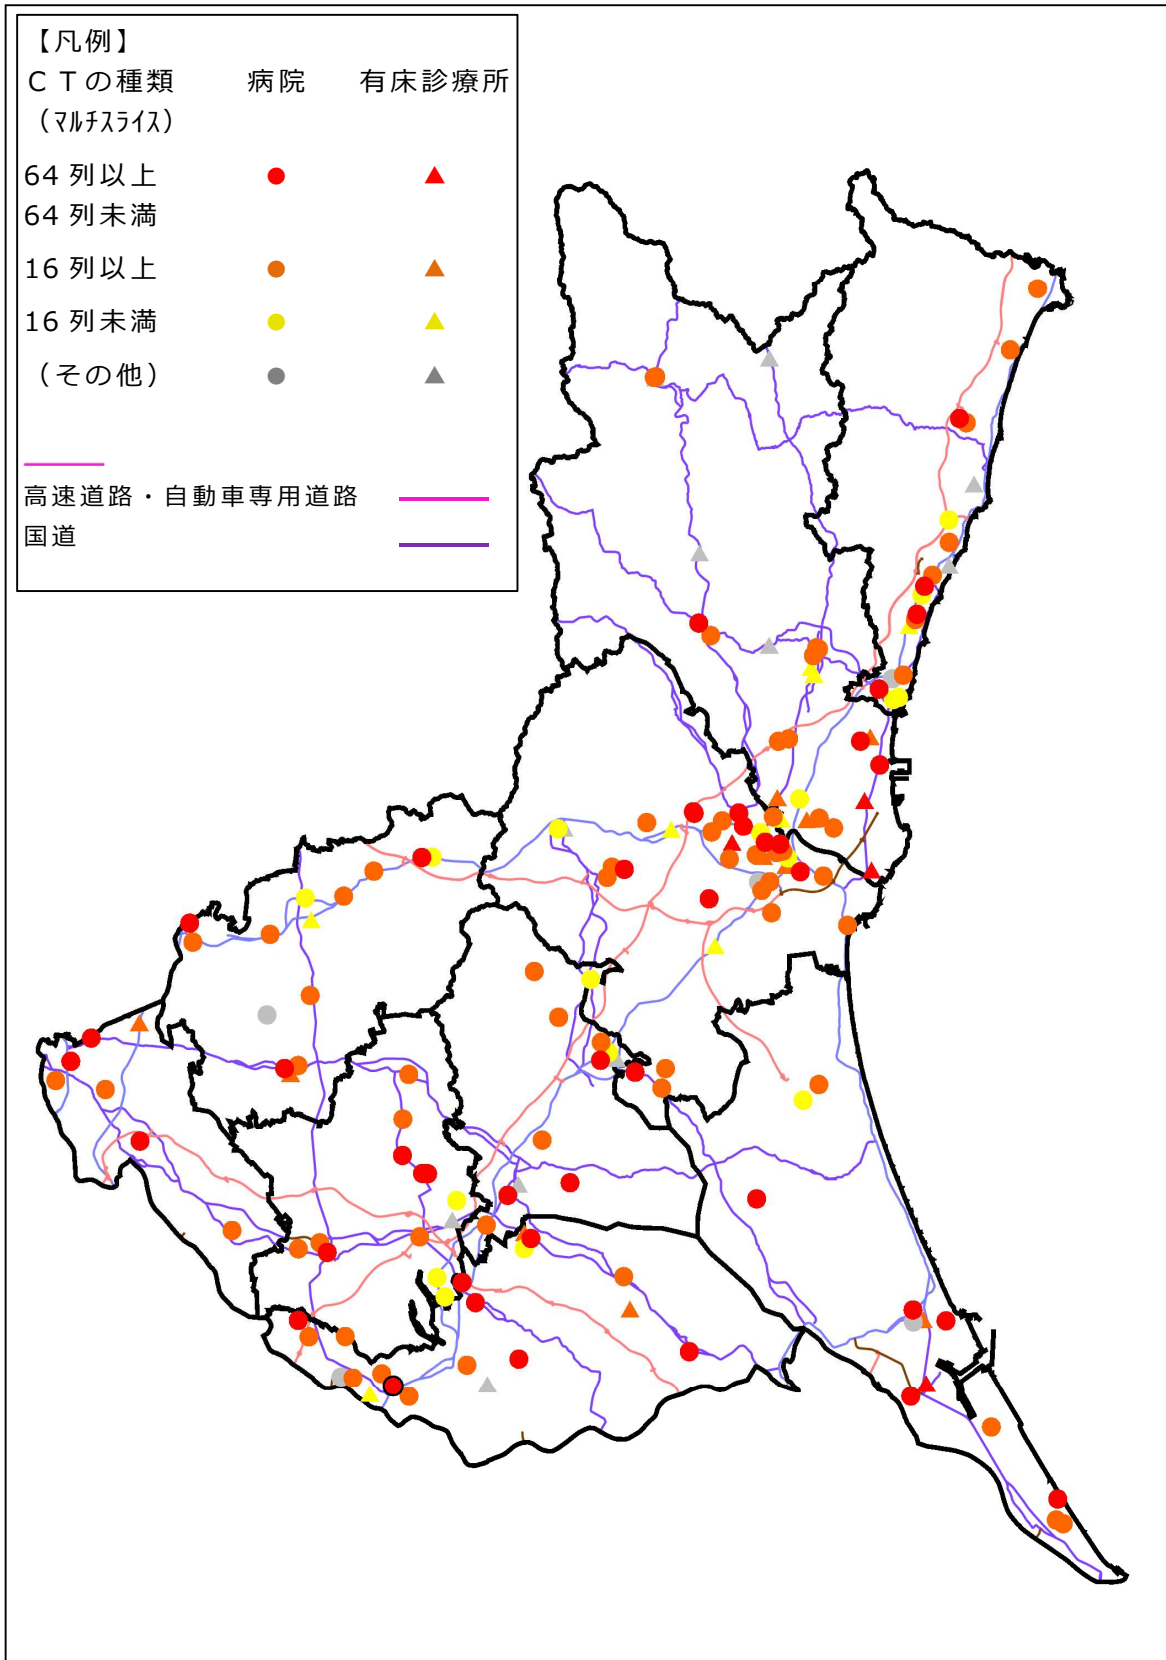 【凡例】
ＣＴの種類 病院 有床診療所
（ﾏﾙﾁｽﾗｲｽ）
64 列以上
64 列未満
16 列以上
16 列未満
（その他）
高速道路・自動車専用道路
国道